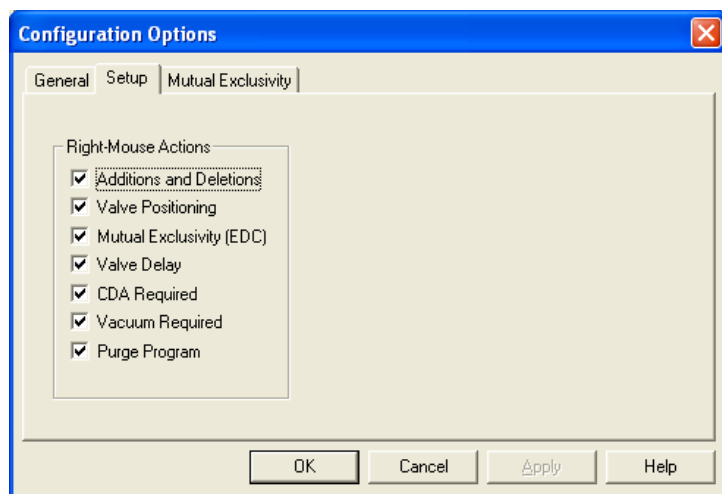 Configuration Options
General Setup Mutual Exclusivity
Right-Mouse Actions
Additions and Deletions
Valve Positioning
Mutual Exclusivity (EDC)
Valve Delay
CDA Required
Vacuum Required
Purge Program
OK Cancel Apply Help